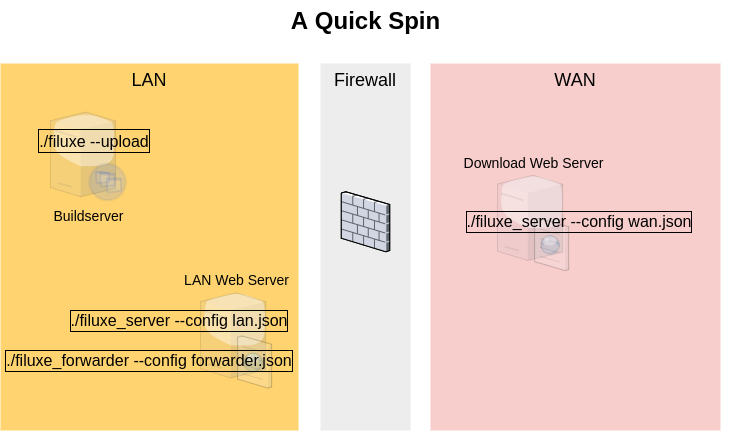 A Quick Spin
LAN
Firewall
WAN
./filuxe --upload
Buildserver
Download Web Server
./filuxe_server --config wan.json
LAN Web Server
./filuxe_server --config lan.json
./filuxe_forwarder --config forwarder.json